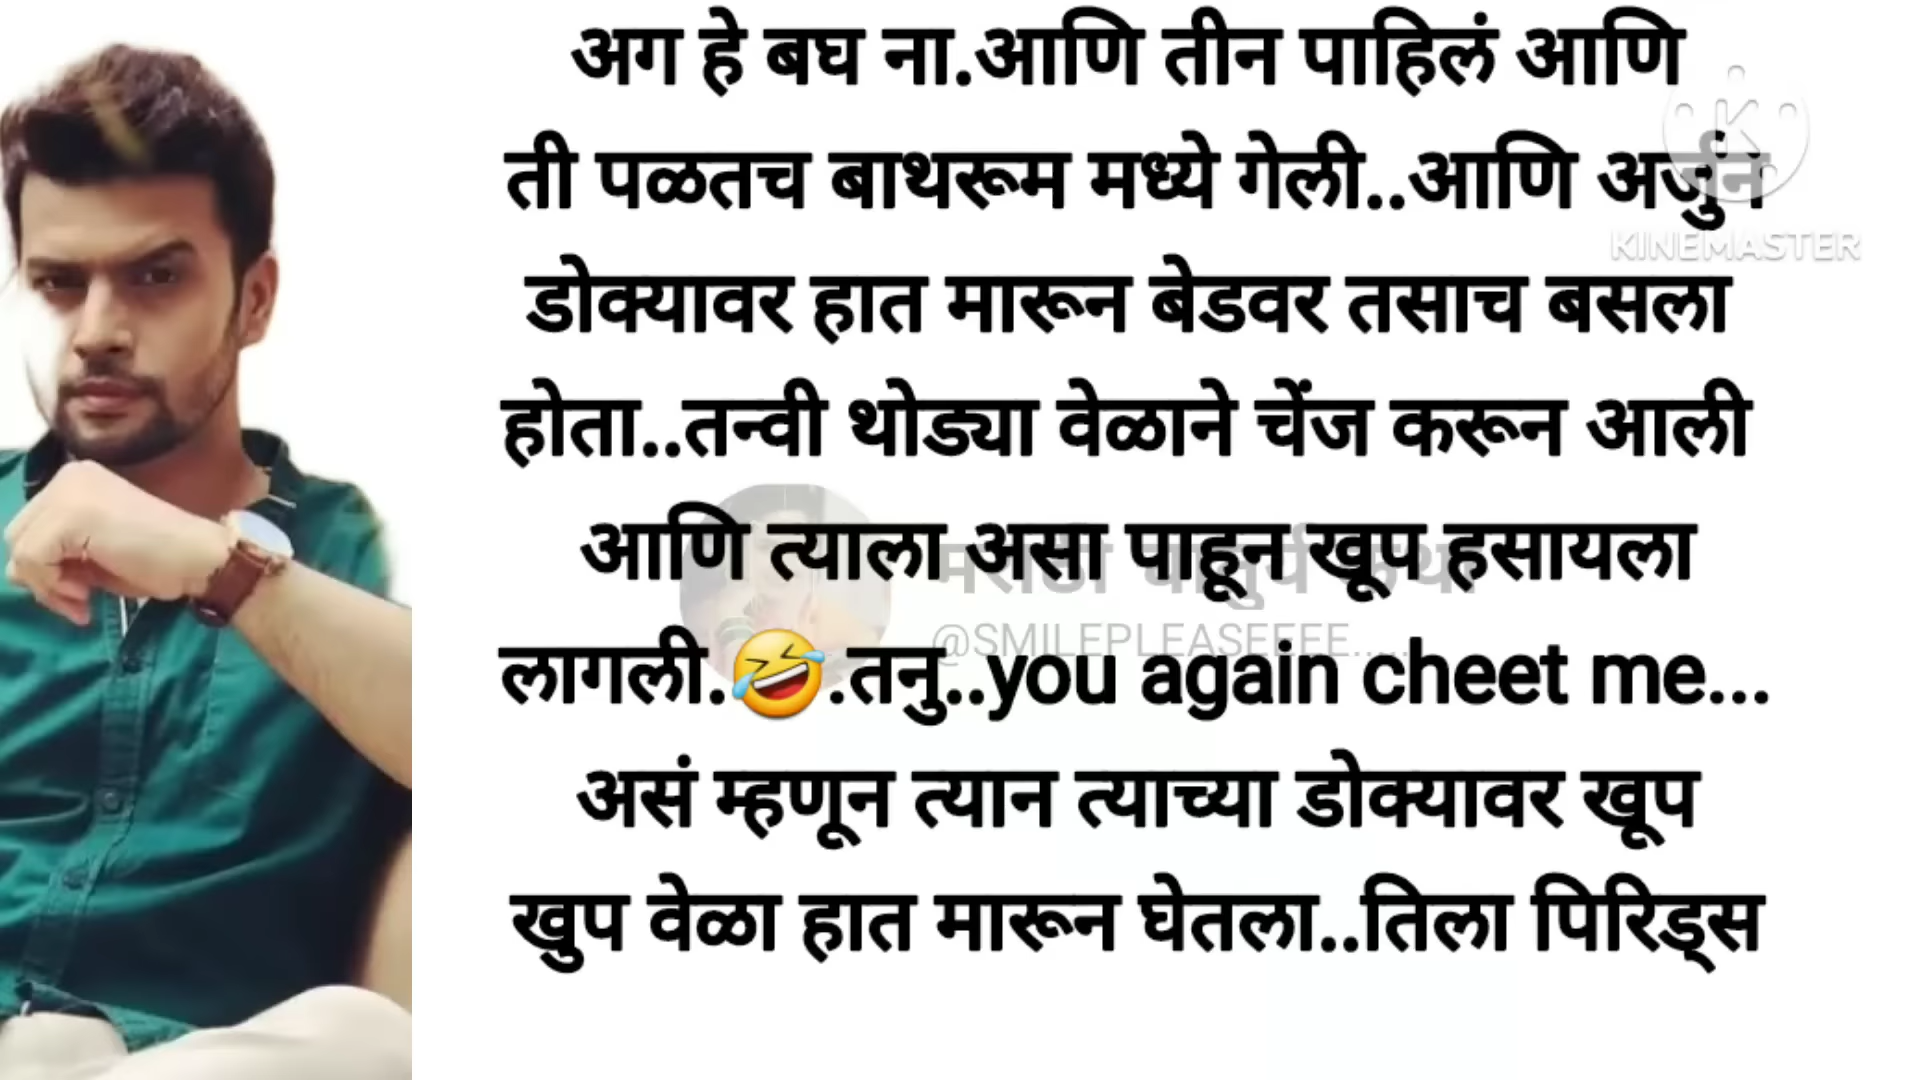 अग हे बघ ना.आणि तीन पाहिलं आणि
ती पळतच बाथरूम मध्ये गेली..आणि अर्जुन
KINEMASTER
डोक्यावर हात मारून बेडवर तसाच बसला
होता..तन्वी थोड्या वेळाने चेंज करून आली
आणि त्याला असा पाहून खूप हसायला
मराठी
@SMILEPLEASEEEE.....
लागली.🤣.तनु..you again cheet me...
असं म्हणून त्यान त्याच्या डोक्यावर खूप
खुप वेळा हात मारून घेतला..तिला पिरिड्स